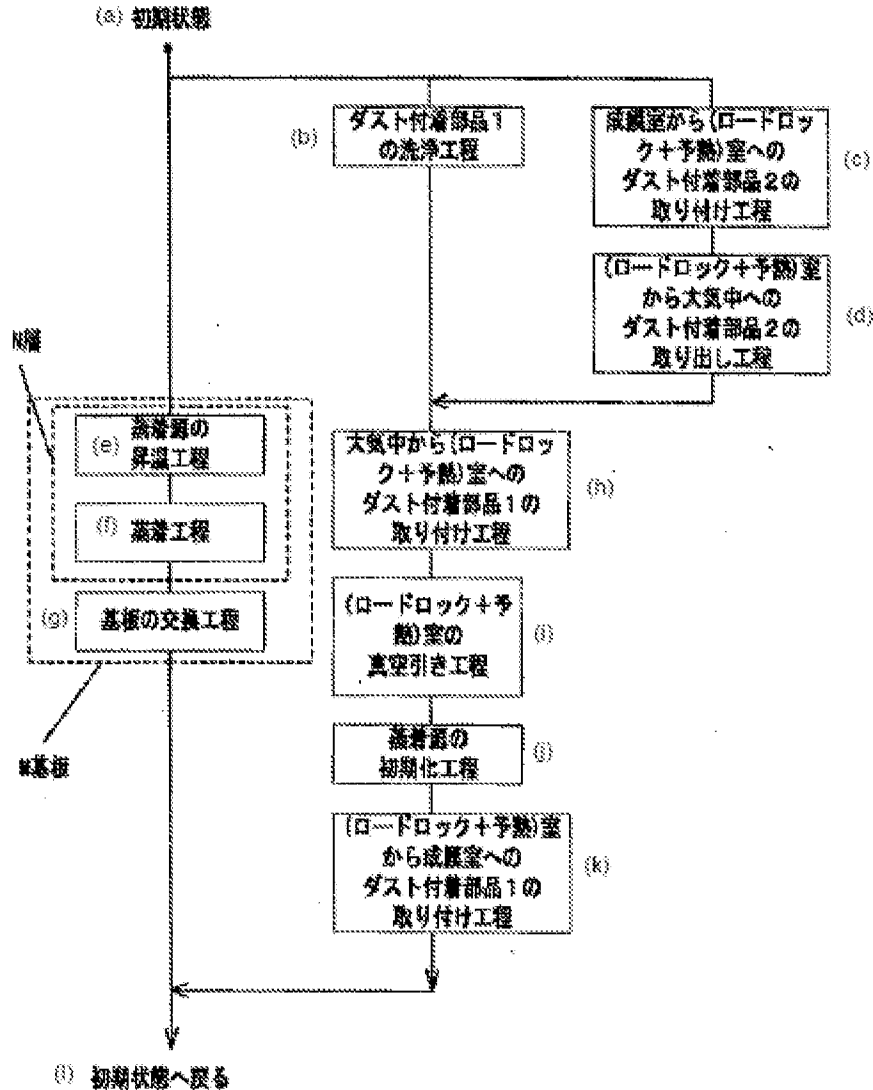 (a) 初期状態
(b)
ダスト付着部品1
の洗浄工程
成膜室から(ロードロッ
ク+予熱)室への
ダスト付着部品2の
取り付け工程
(c)
(ロードロック+予熱)室
から大気中への
ダスト付着部品2の
取り出し工程
(d)
N層
(e)
蒸着源の
昇温工程
(f)
蒸着工程
(g)
基板の交換工程
M基板
大気中から(ロードロッ
ク+予熱)室への
ダスト付着部品1の
取り付け工程
(h)
(ロードロック+予
熱)室の
真空引き工程
(i)
蒸着源の
初期化工程
(j)
(ロードロック+予熱)室
から成膜室への
ダスト付着部品1の
取り付け工程
(k)
(l) 初期状態へ戻る